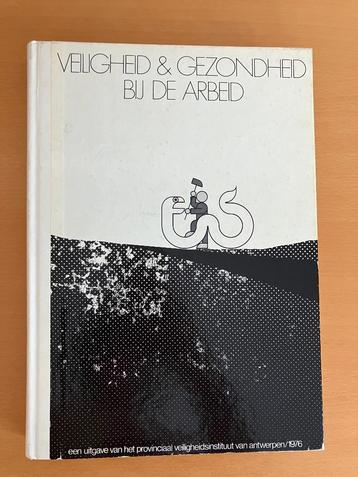 VEILIGHEID & GEZONDHEID
BIJ DE ARBEID
een uitgave van het provinciaal veiligheidsinstituut van antwerpen/1976